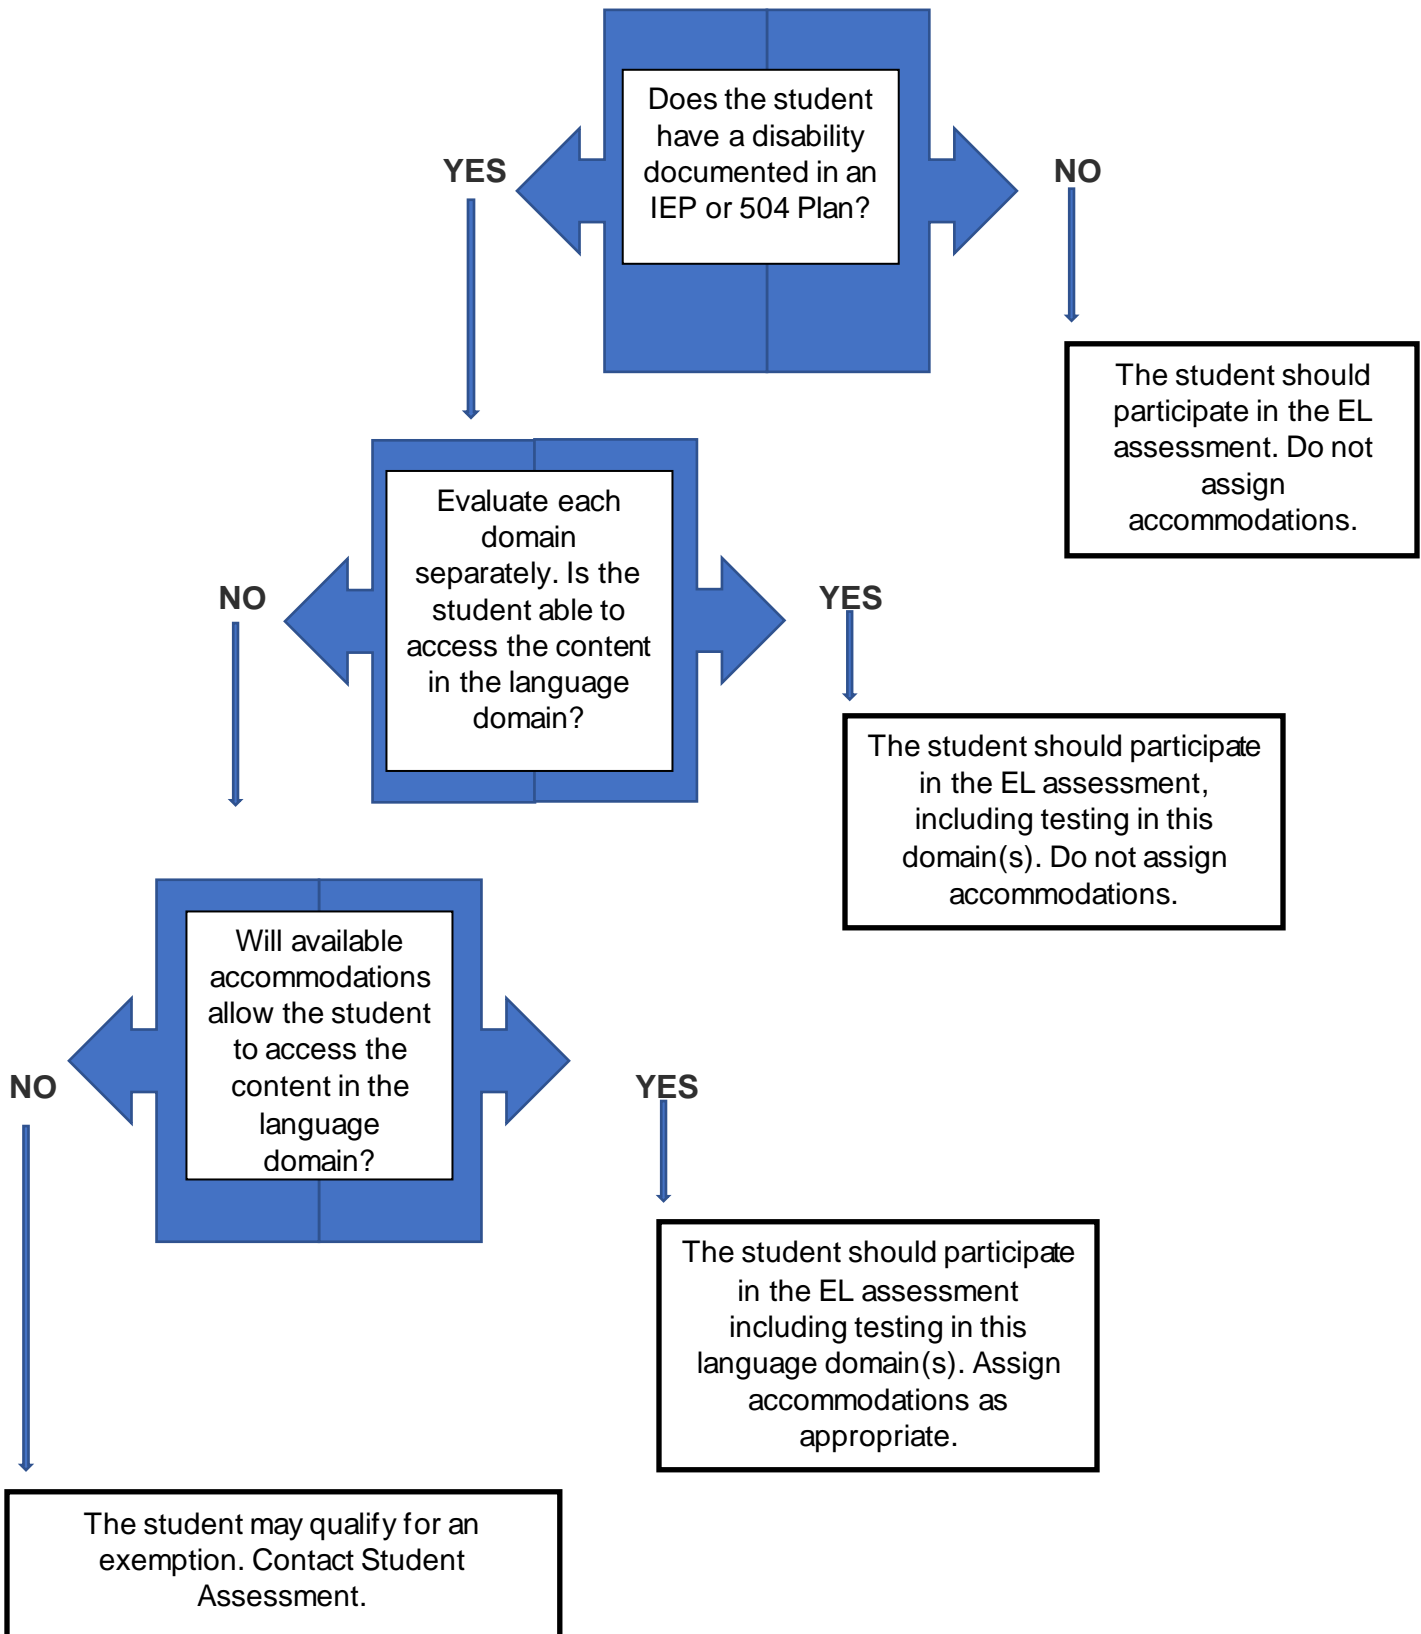 Does the student
have a disability
documented in an
IEP or 504 Plan?
YES
NO
The student should
participate in the EL
assessment. Do not
assign
accommodations.
Evaluate each
domain
separately. Is the
student able to
access the content
in the language
domain?
NO
YES
The student should participate
in the EL assessment,
including testing in this
domain(s). Do not assign
accommodations.
Will available
accommodations
allow the student
to access the
content in the
language
domain?
NO
YES
The student should participate
in the EL assessment
including testing in this
language domain(s). Assign
accommodations as
appropriate.
The student may qualify for an
exemption. Contact Student
Assessment.